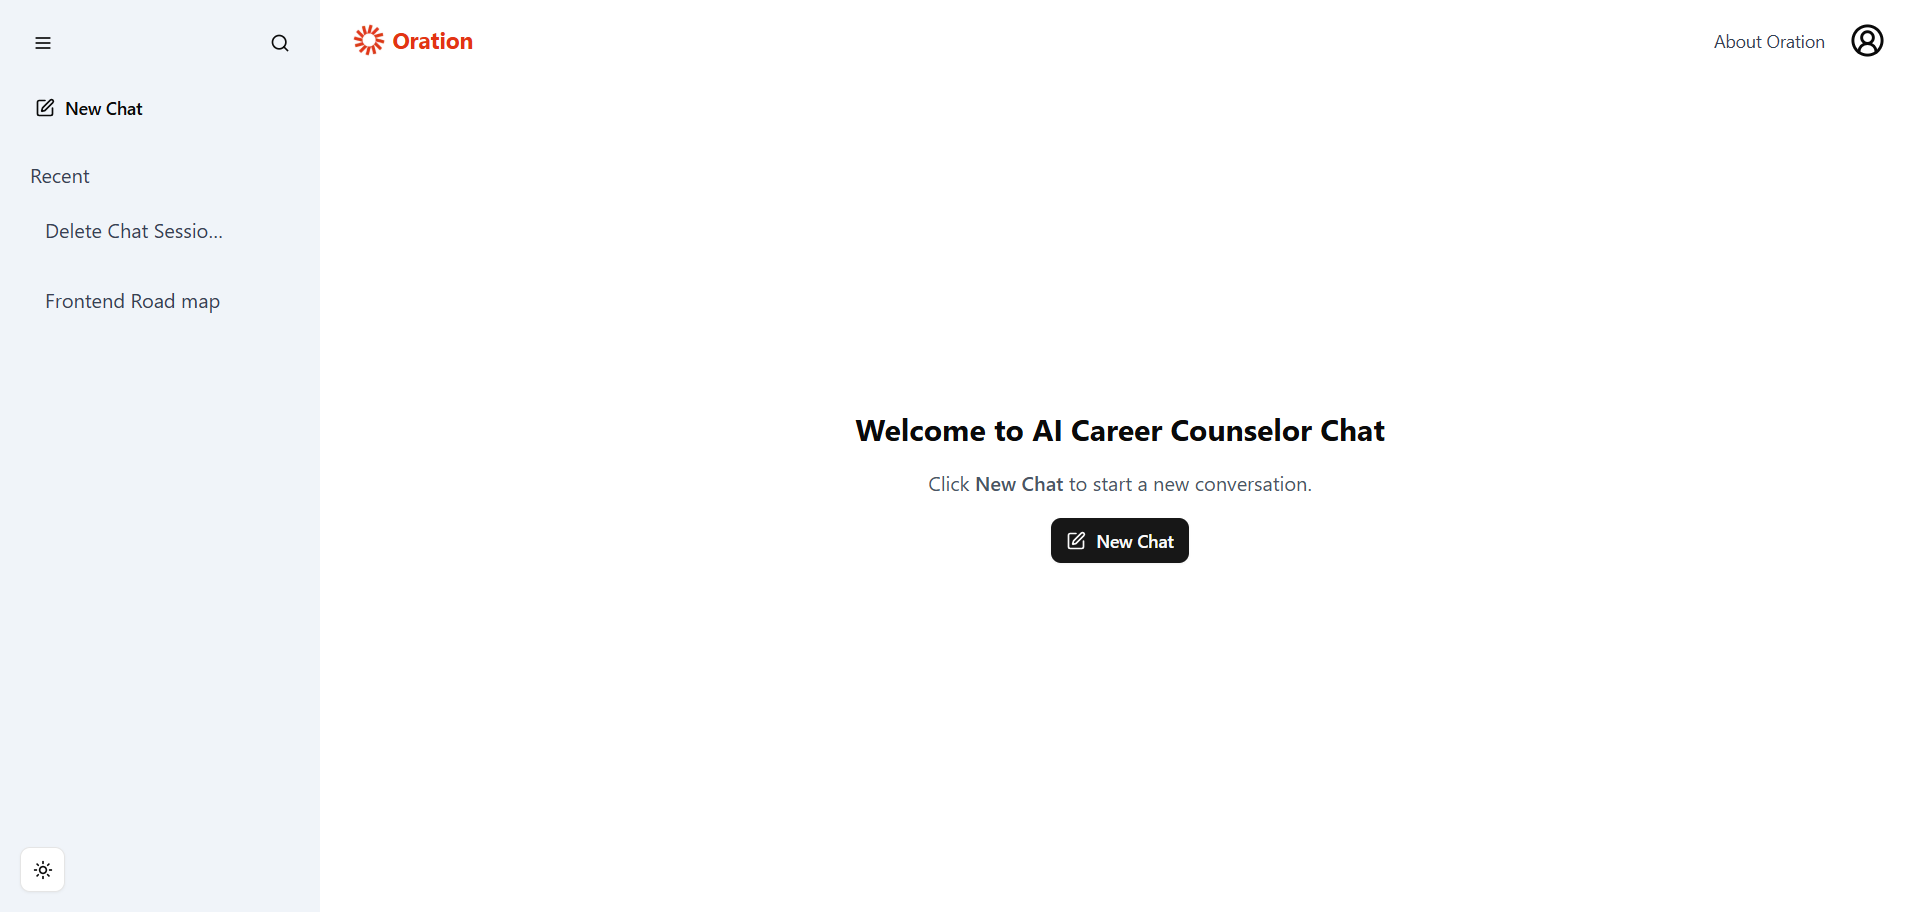 Oration
About Oration
New Chat
Recent
Delete Chat Sessio...
Frontend Road map
Welcome to AI Career Counselor Chat
Click New Chat to start a new conversation.
New Chat